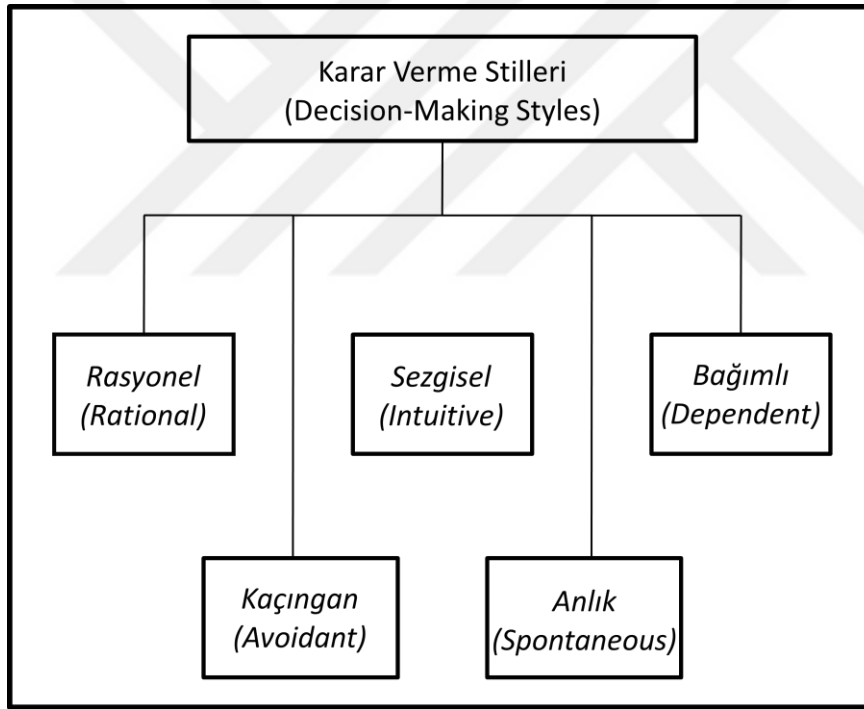 Karar Verme Stilleri
(Decision-Making Styles)
Rasyonel
(Rational)
Sezgisel
(Intuitive)
Bağımlı
(Dependent)
Kaçıngan
(Avoidant)
Anlık
(Spontaneous)